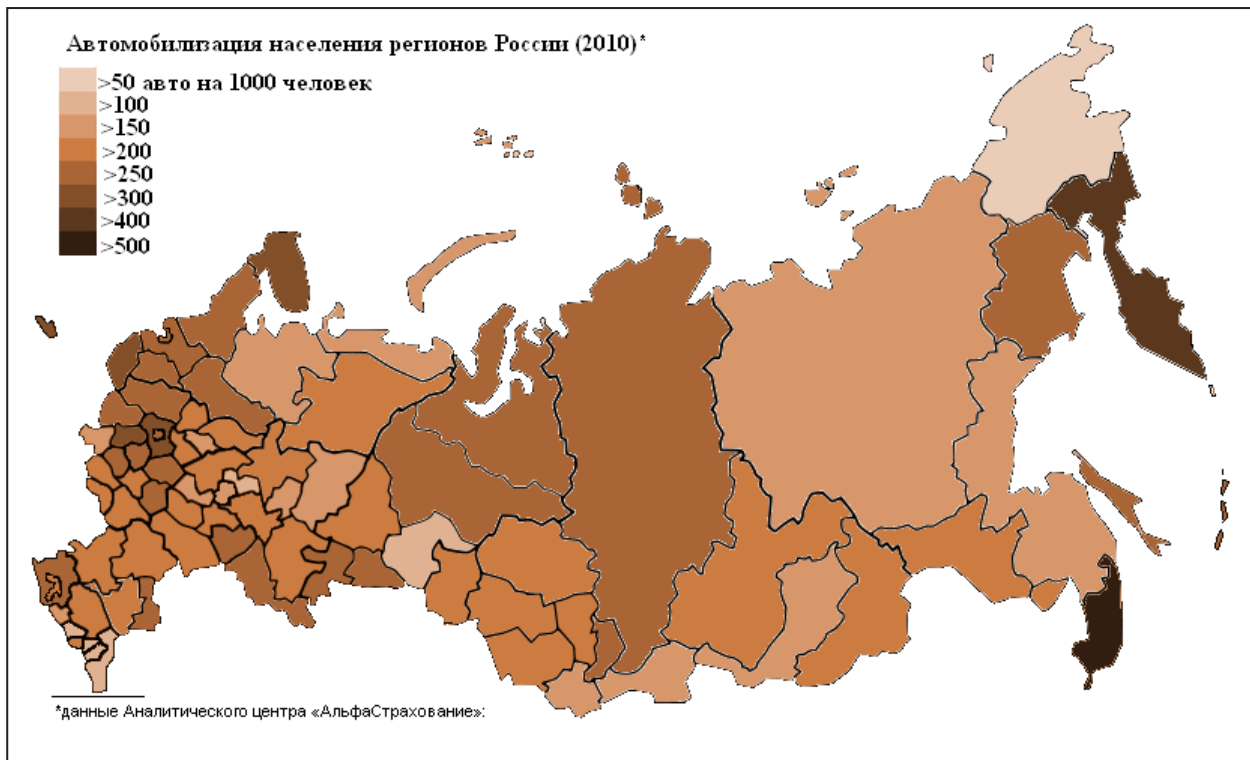 Автомобилизация населения регионов России (2010)*
>50 авто на 1000 человек
>100
>150
>200
>250
>300
>400
>500
*данные Аналитического центра «АльфаСтрахование»: